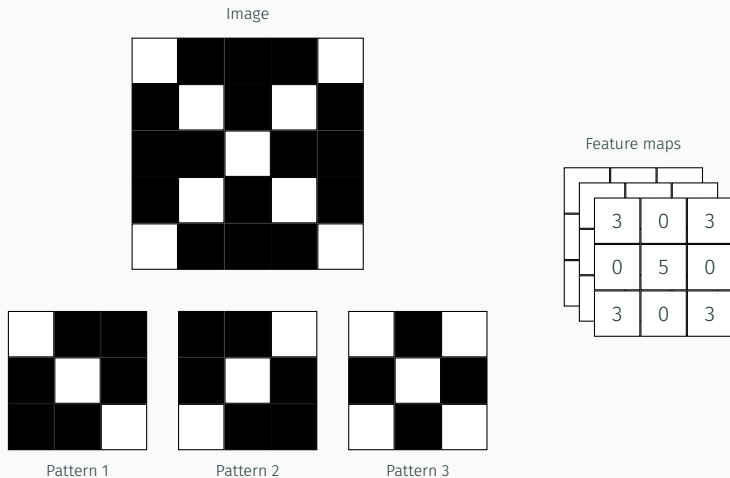 Image
Feature maps
3 0 3
0 5 0
3 0 3
Pattern 1
Pattern 2
Pattern 3